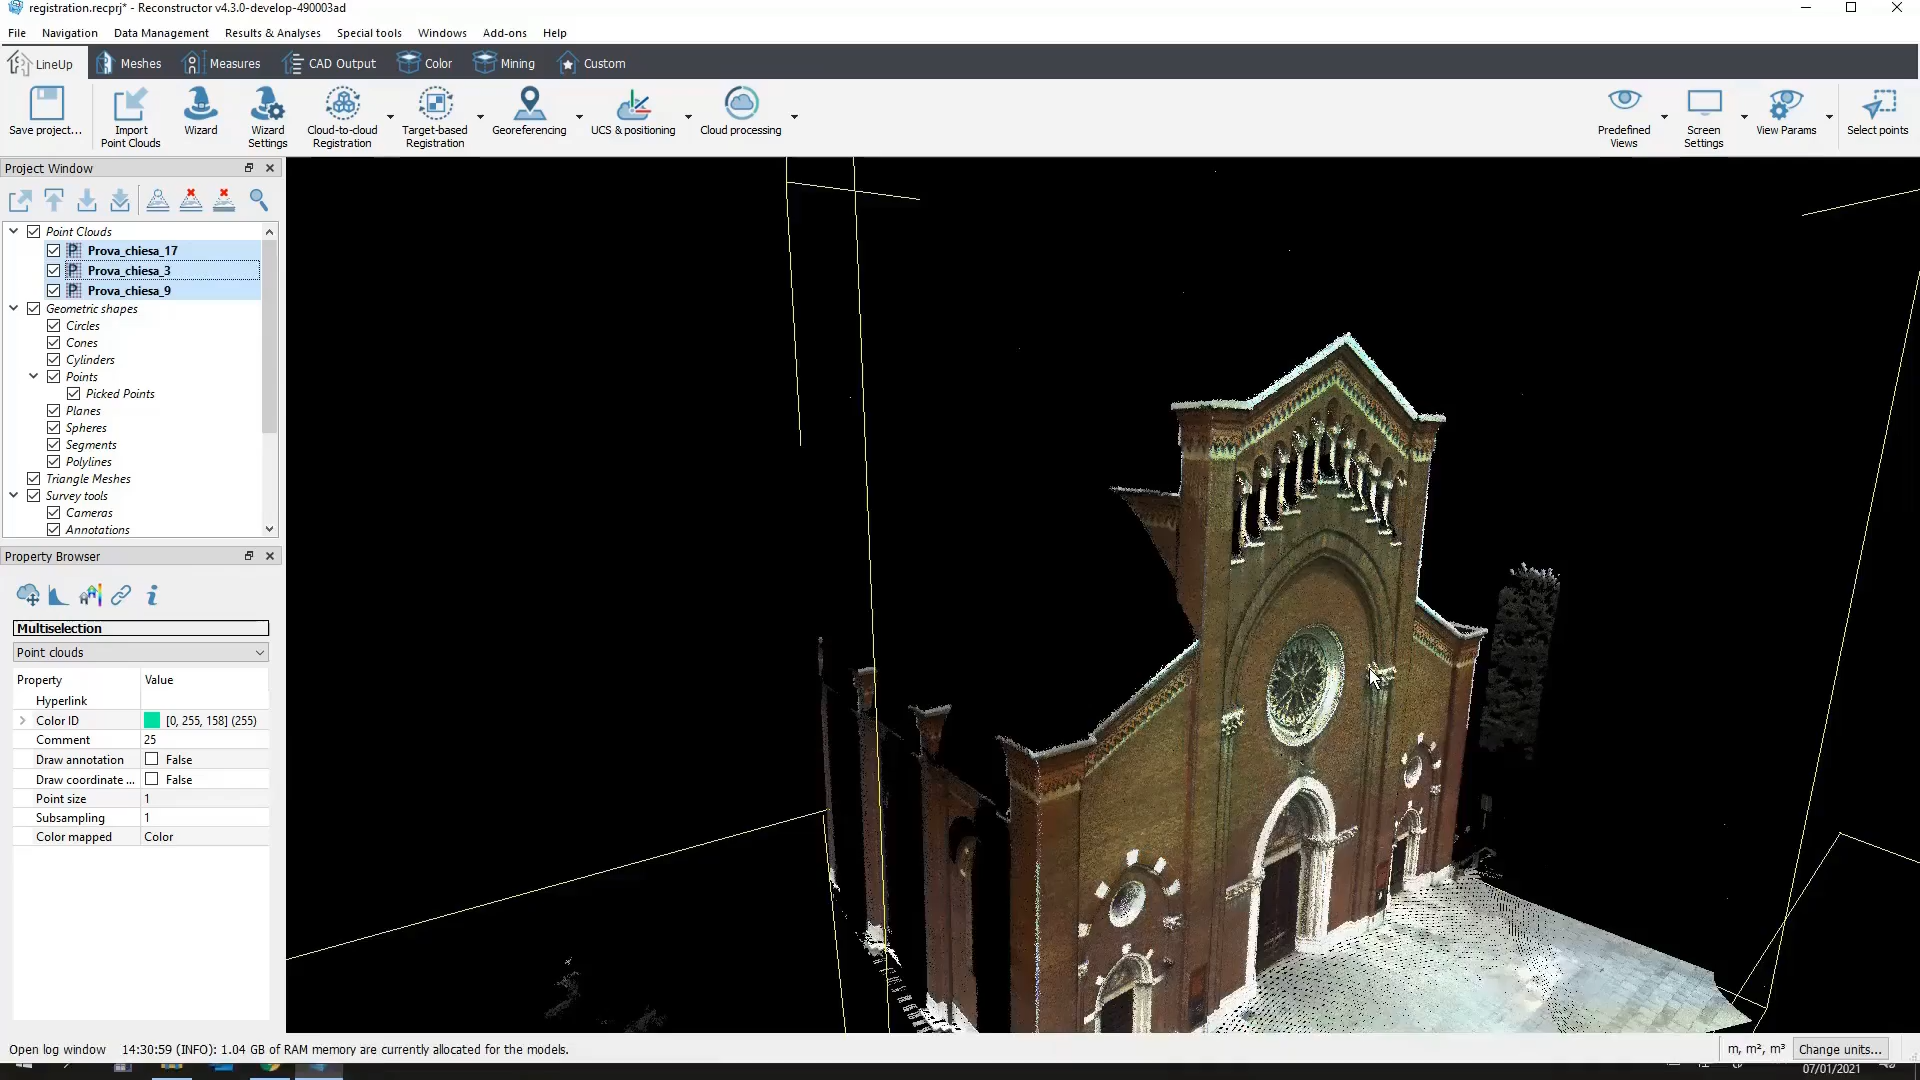 registration.recprj* - Reconstructor v4.3.0-develop-490003ad
File Navigation Data Management Results & Analyses Special tools Windows Add-ons Help
LineUp Meshes Measures CAD Output Color Mining Custom
Save project... Import Point Clouds Wizard Wizard Settings Cloud-to-cloud Registration Target-based Registration Georeferencing UCS & positioning Cloud processing Predefined Views Screen Settings View Params Select points
Project Window
Point Clouds
Prova_chiesa_17
Prova_chiesa_3
Prova_chiesa_9
Geometric shapes
Circles
Cones
Cylinders
Points
Picked Points
Planes
Spheres
Segments
Polylines
Triangle Meshes
Survey tools
Cameras
Annotations
Property Browser
Multiselection
Point clouds
Property Value
Hyperlink
Color ID [0, 255, 158] (255)
Comment 25
Draw annotation False
Draw coordinate ... False
Point size 1
Subsampling 1
Color mapped Color
Open log window 14:30:59 (INFO): 1.04 GB of RAM memory are currently allocated for the models. m, m², m³ Change units...
07/01/2021